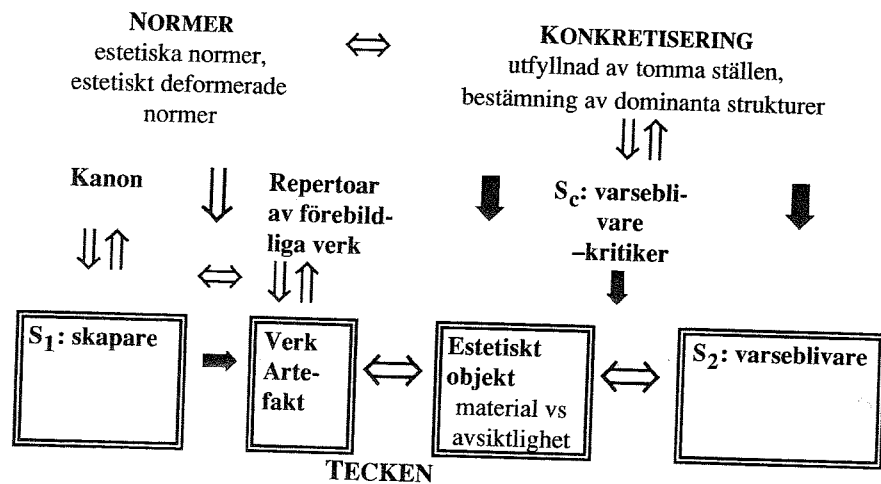 NORMER
estetiska normer,
estetiskt deformerade
normer
KONKRETISERING
utfyllnad av tomma ställen,
bestämning av dominanta strukturer
Kanon
Repertoar
av förebild-
liga verk
Sc: varsebli-
vare
–kritiker
S1: skapare
Verk
Arte-
fakt
Estetiskt
objekt
material vs
avsiktlighet
S2: varseblivare
TECKEN